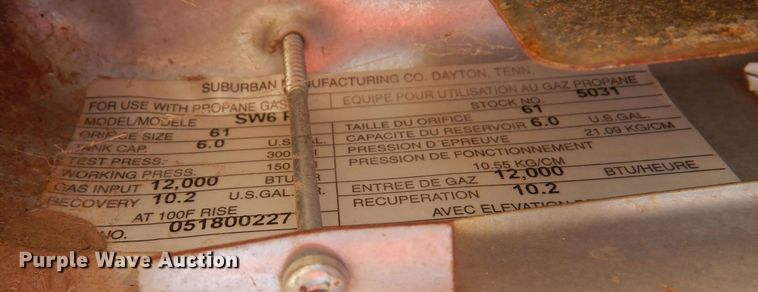 SUBURBAN MANUFACTURING CO. DAYTON, TENN.
FOR USE WITH PROPANE GAS
MODEL/MODELE SW6
ORIFICE SIZE 61
TANK CAP. 6.0 U.S.GAL.
TEST PRESS. 300
WORKING PRESS. 150
GAS INPUT 12,000 BTU
RECOVERY 10.2 U.S.GAL.
AT 100F RISE
NO. 051800227
EQUIPE POUR UTILISATION AU GAZ PROPANE
STOCK NO. 5031
TAILLE DU ORIFICE 61
CAPACITE DU RESERVOIR 6.0 U.S.GAL.
PRESSION D'EPREUVE 21.09 KG/CM
PRESSION DE FONCTIONNEMENT
10.55 KG/CM
ENTREE DE GAZ 12,000 BTU/HEURE
RECUPERATION 10.2
AVEC ELEVATION
Purple Wave Auction